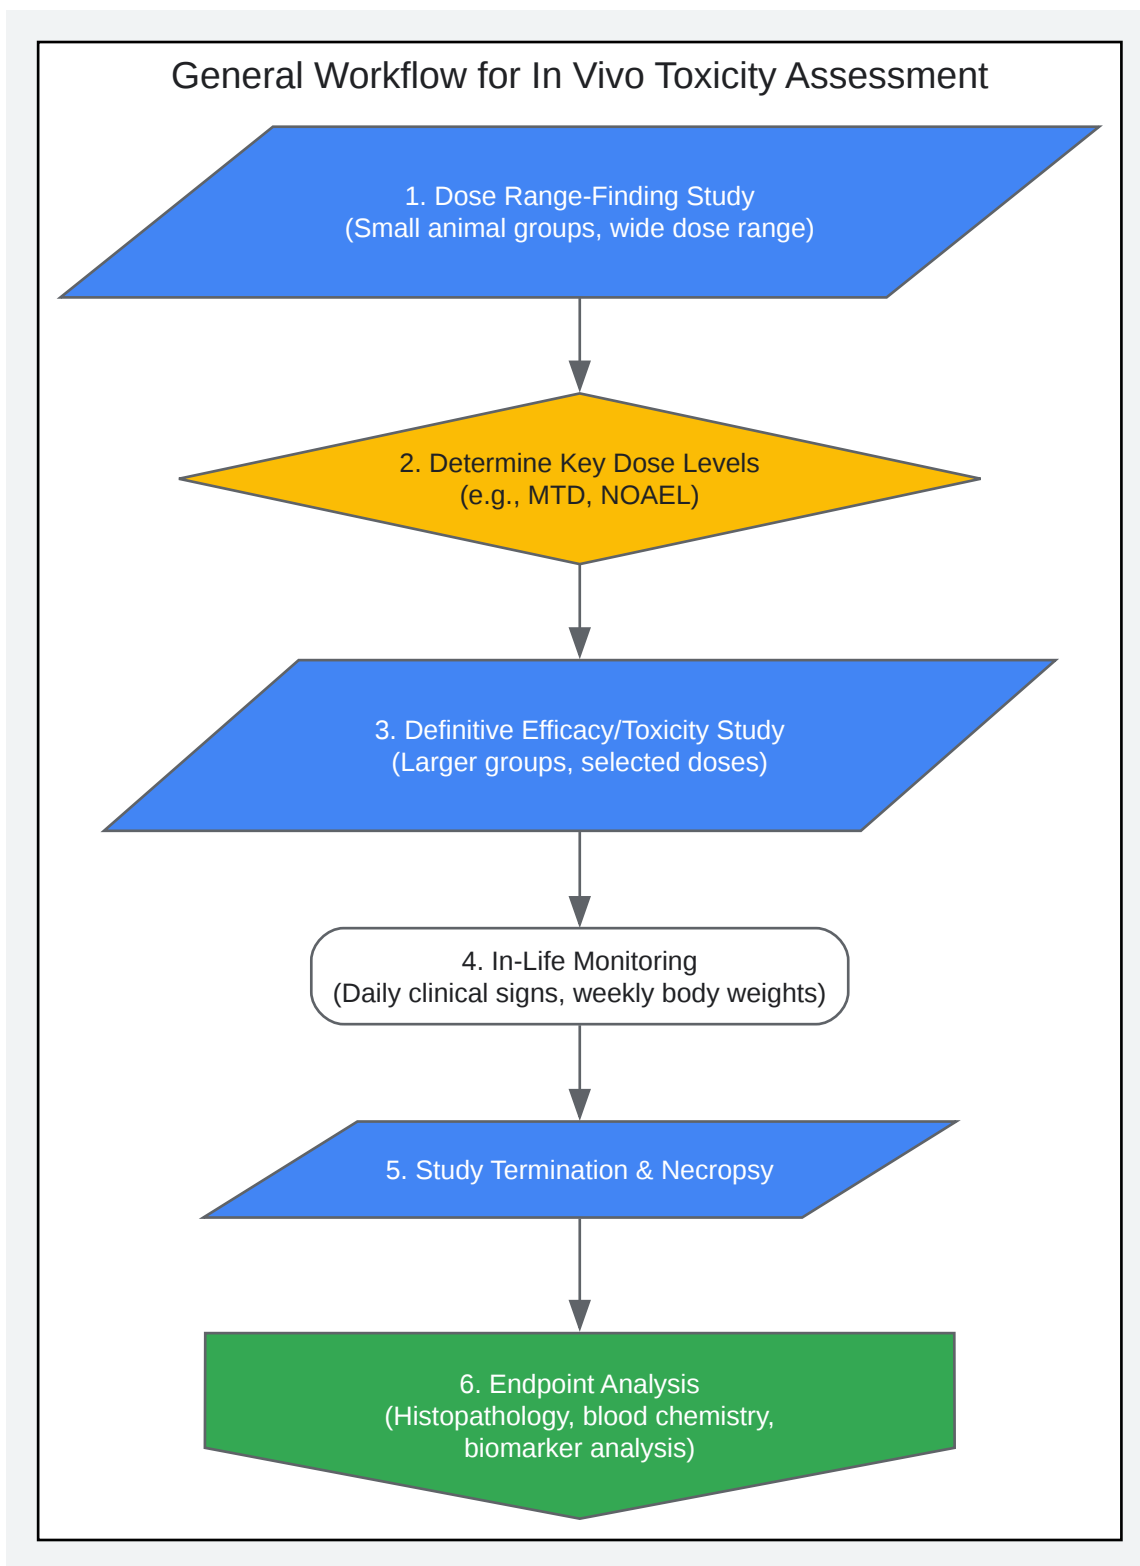 General Workflow for In Vivo Toxicity Assessment
1. Dose Range-Finding Study
(Small animal groups, wide dose range)
2. Determine Key Dose Levels
(e.g., MTD, NOAEL)
3. Definitive Efficacy/Toxicity Study
(Larger groups, selected doses)
4. In-Life Monitoring
(Daily clinical signs, weekly body weights)
5. Study Termination & Necropsy
6. Endpoint Analysis
(Histopathology, blood chemistry,
biomarker analysis)